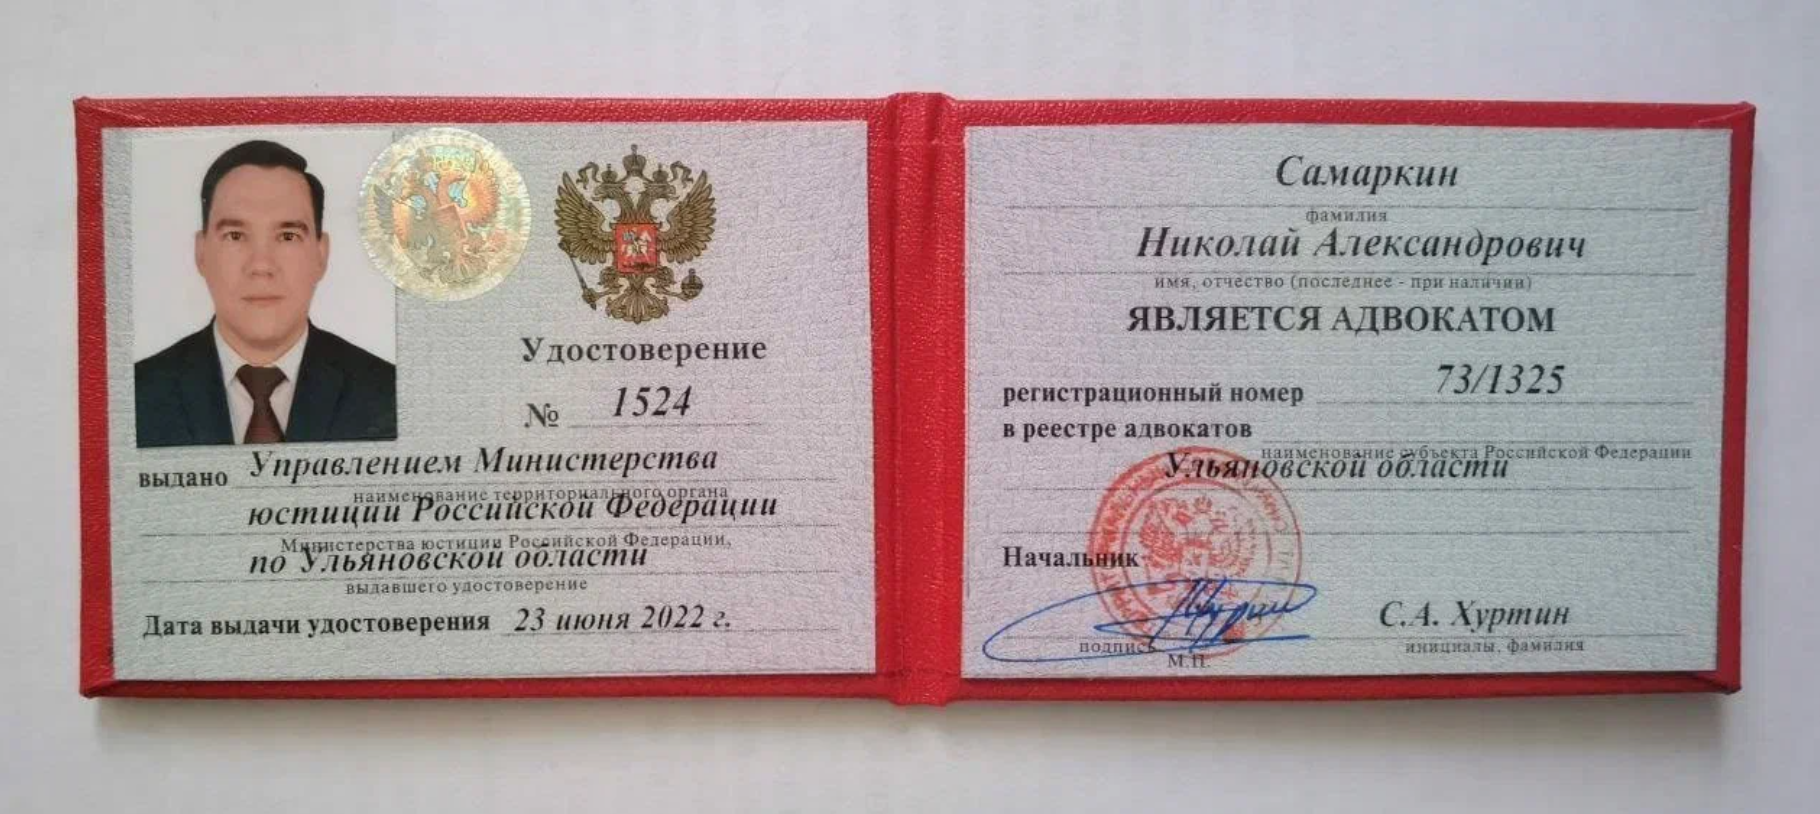 Удостоверение
№ 1524
выдано Управлением Министерства
наименование территориального органа
юстиции Российской Федерации
Министерства юстиции Российской Федерации,
по Ульяновской области
выдавшего удостоверение
Дата выдачи удостоверения 23 июня 2022 г.
Самаркин
фамилия
Николай Александрович
имя, отчество (последнее - при наличии)
ЯВЛЯЕТСЯ АДВОКАТОМ
регистрационный номер 73/1325
в реестре адвокатов
наименование субъекта Российской Федерации
Ульяновской области
Начальник
С.А. Хуртин
подпись
инициалы, фамилия
М.П.